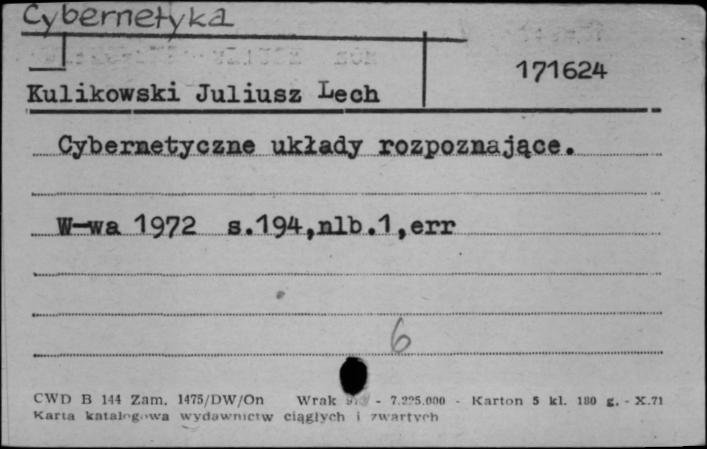 Cybernetyka
171624
Kulikowski Juliusz Lech
Cybernetyczne układy rozpoznające.
W-wa 1972 s.194,nlb.1,err
6
CWD B 144 Zam. 1475/DW/On Wrak - 7.225.000 - Karton 5 kl. 180 g. - X.71
Karta katalogowa wydawnictw ciągłych i zwartych